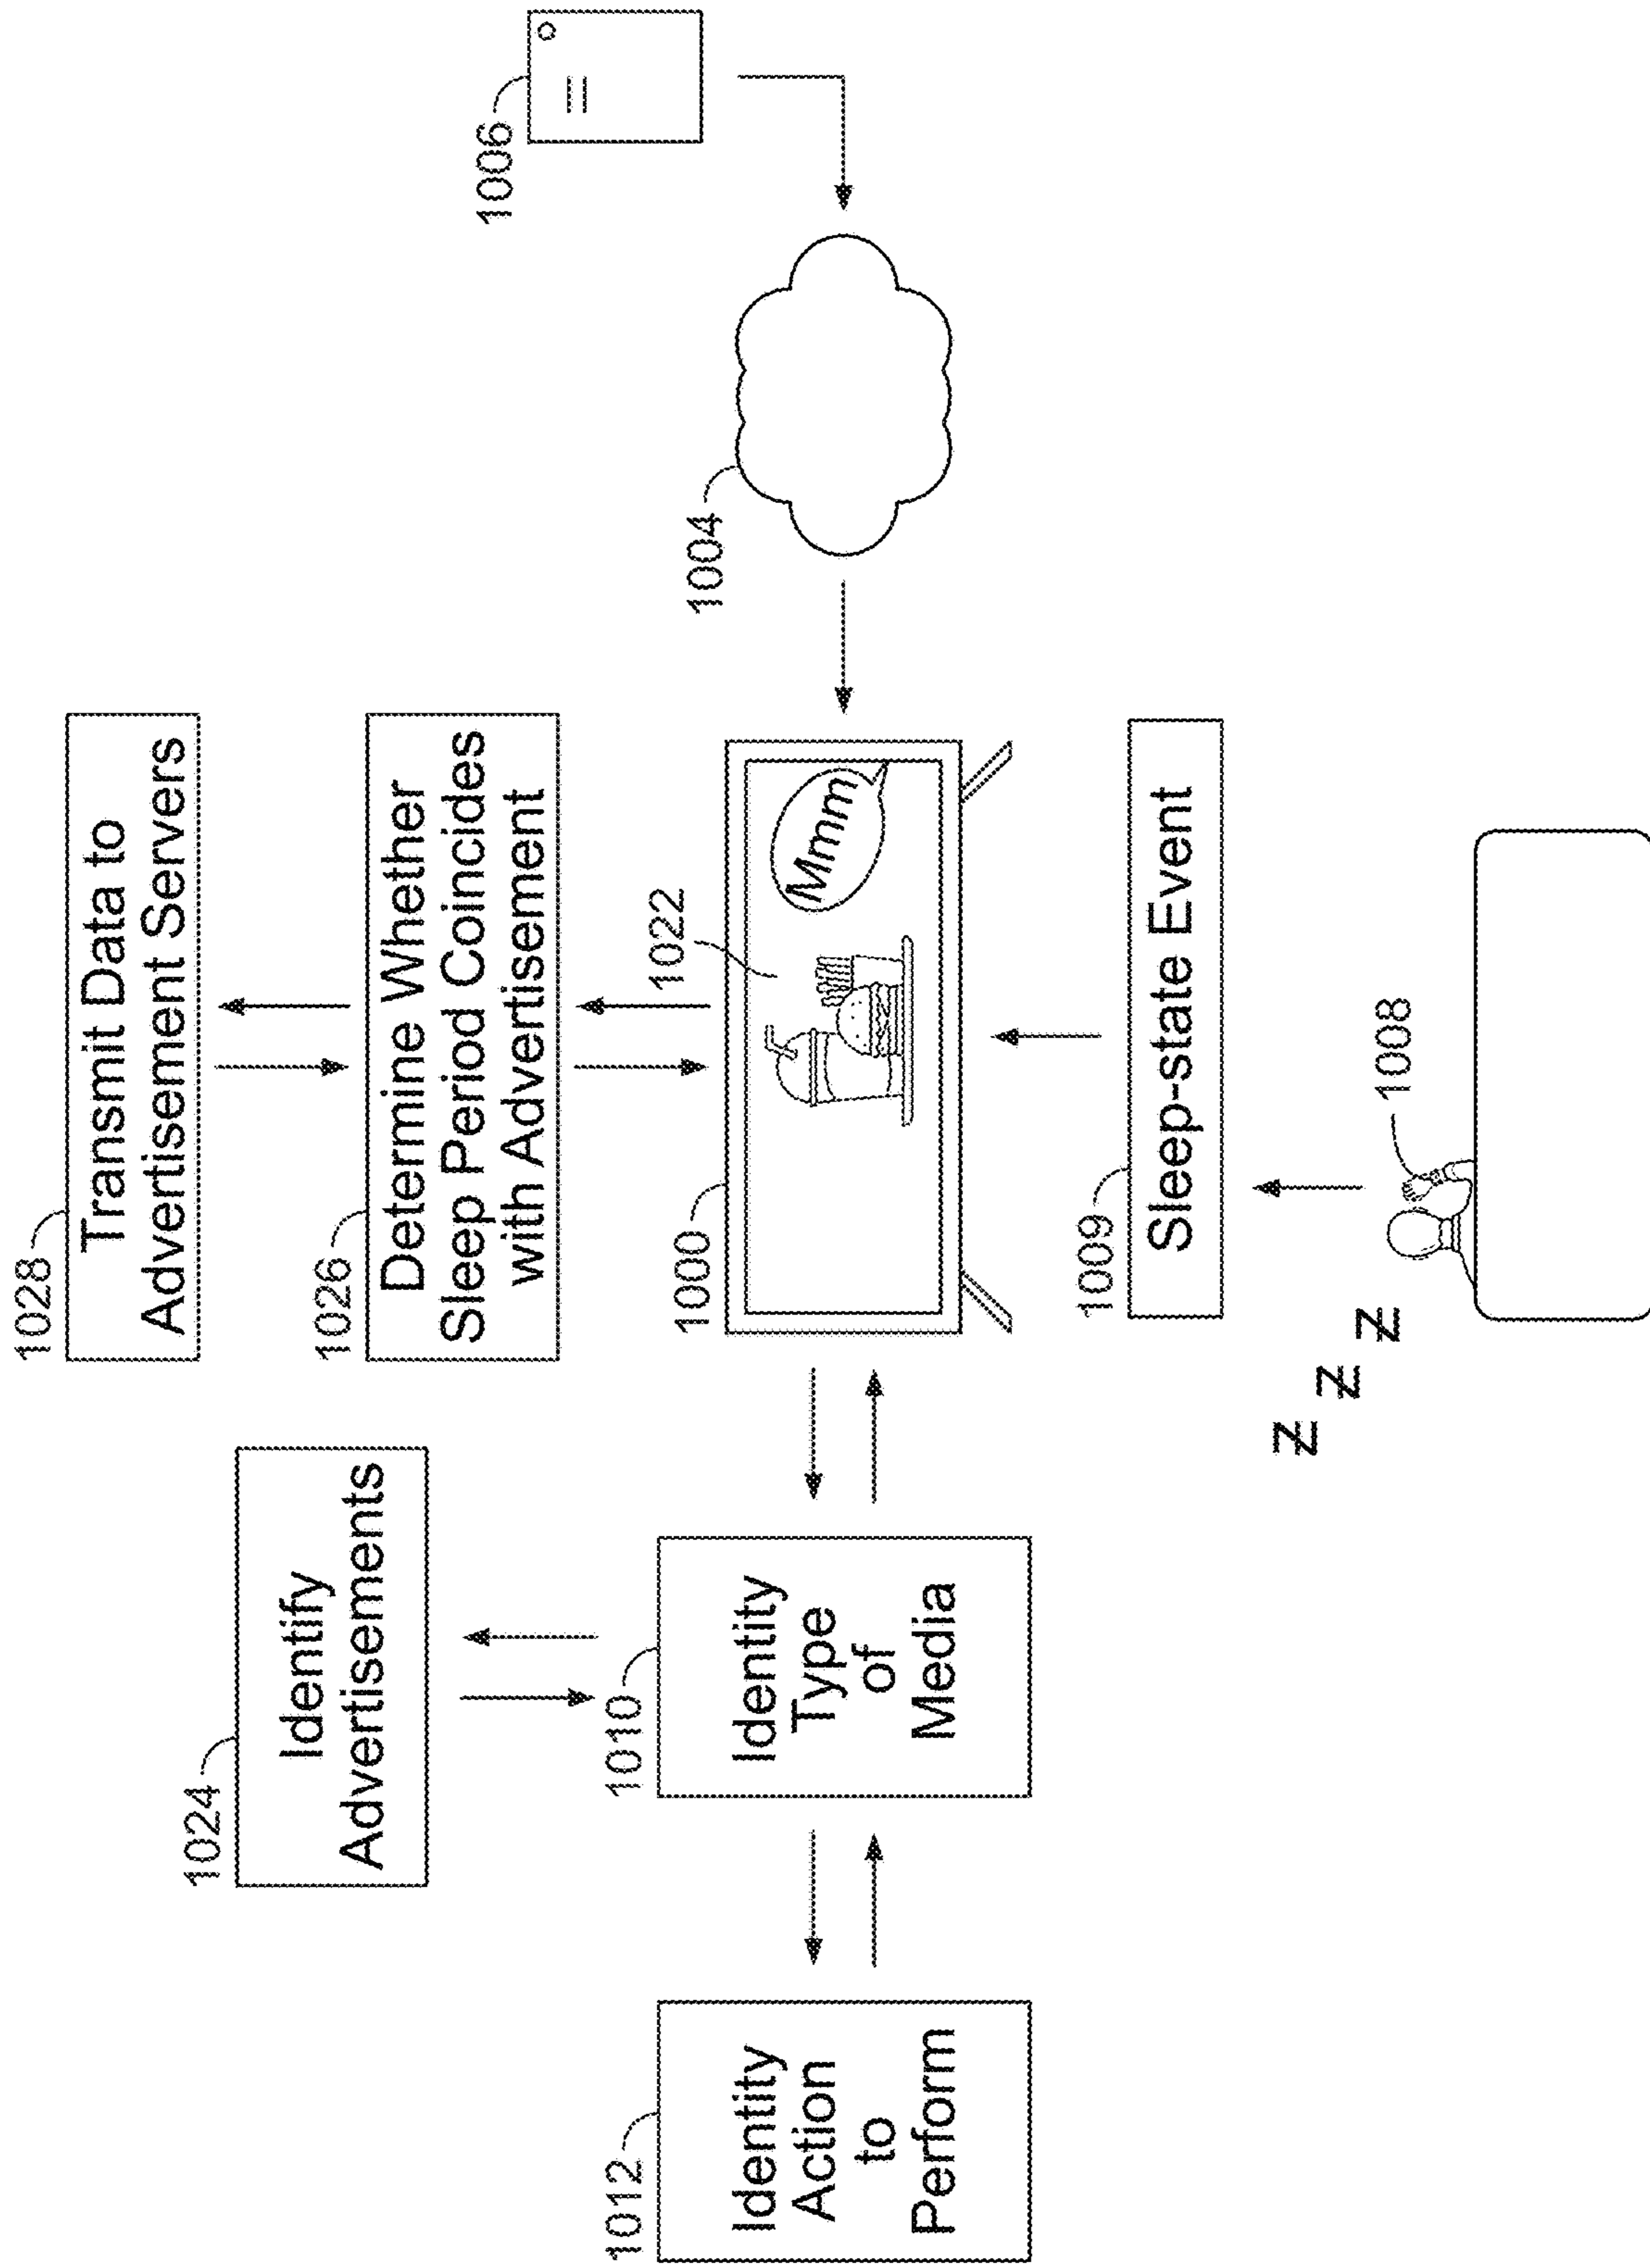 1028
Transmit Data to
Advertisement Servers
1024
Identify
Advertisements
1026
Determine Whether
Sleep Period Coincides
with Advertisement
1006
1012
Identity
Action
to
Perform
1010
Identity
Type
of
Media
1000
1022
Mmm
1004
1009
Sleep-state Event
Z
Z
Z
1008